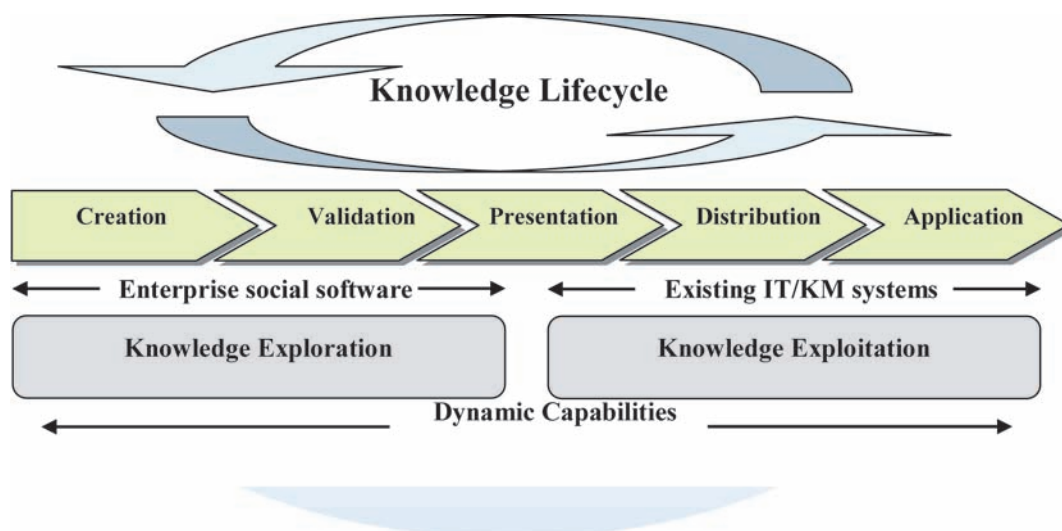 Knowledge Lifecycle
Creation Validation Presentation Distribution Application
Enterprise social software Existing IT/KM systems
Knowledge Exploration Knowledge Exploitation
Dynamic Capabilities